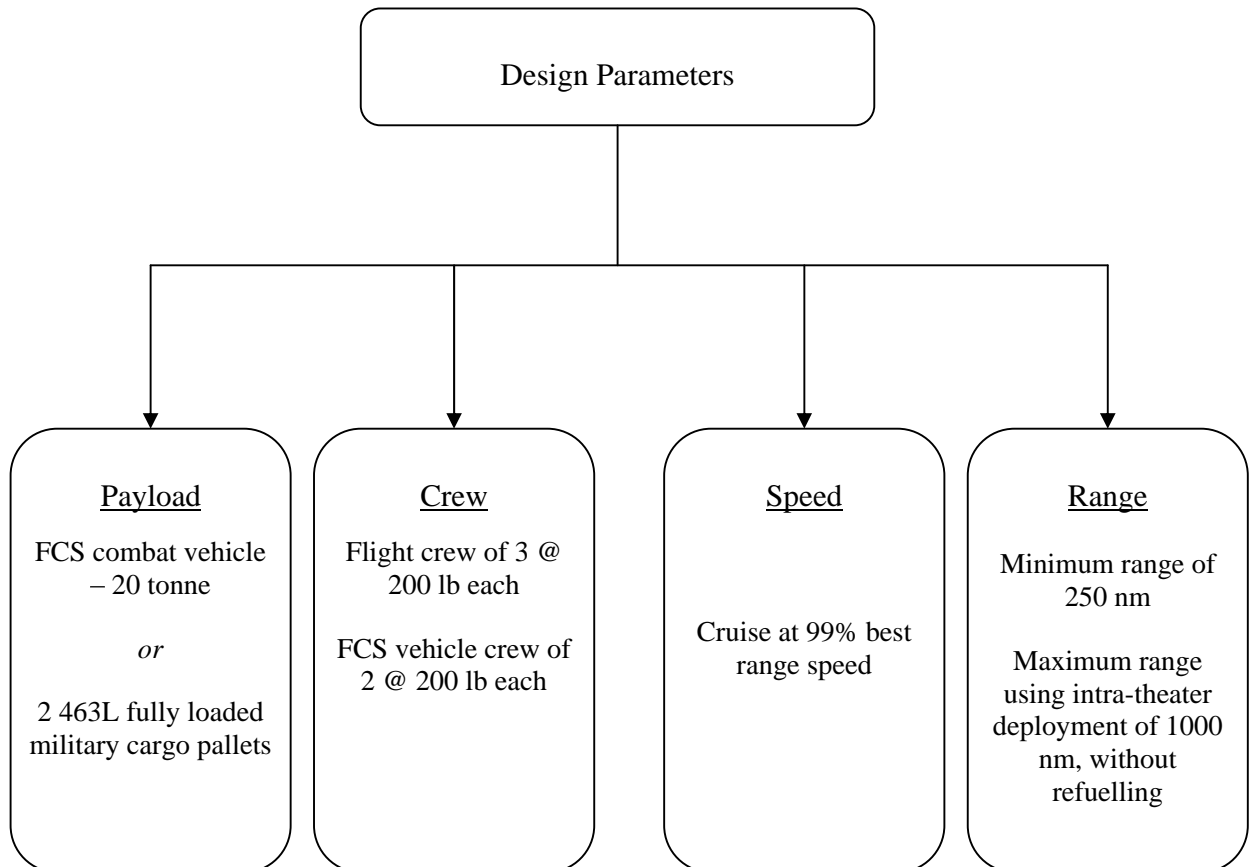 Design Parameters
Payload
FCS combat vehicle
– 20 tonne
or
2 463L fully loaded
military cargo pallets
Crew
Flight crew of 3 @
200 lb each
FCS vehicle crew of
2 @ 200 lb each
Speed
Cruise at 99% best
range speed
Range
Minimum range of
250 nm
Maximum range
using intra-theater
deployment of 1000
nm, without
refuelling